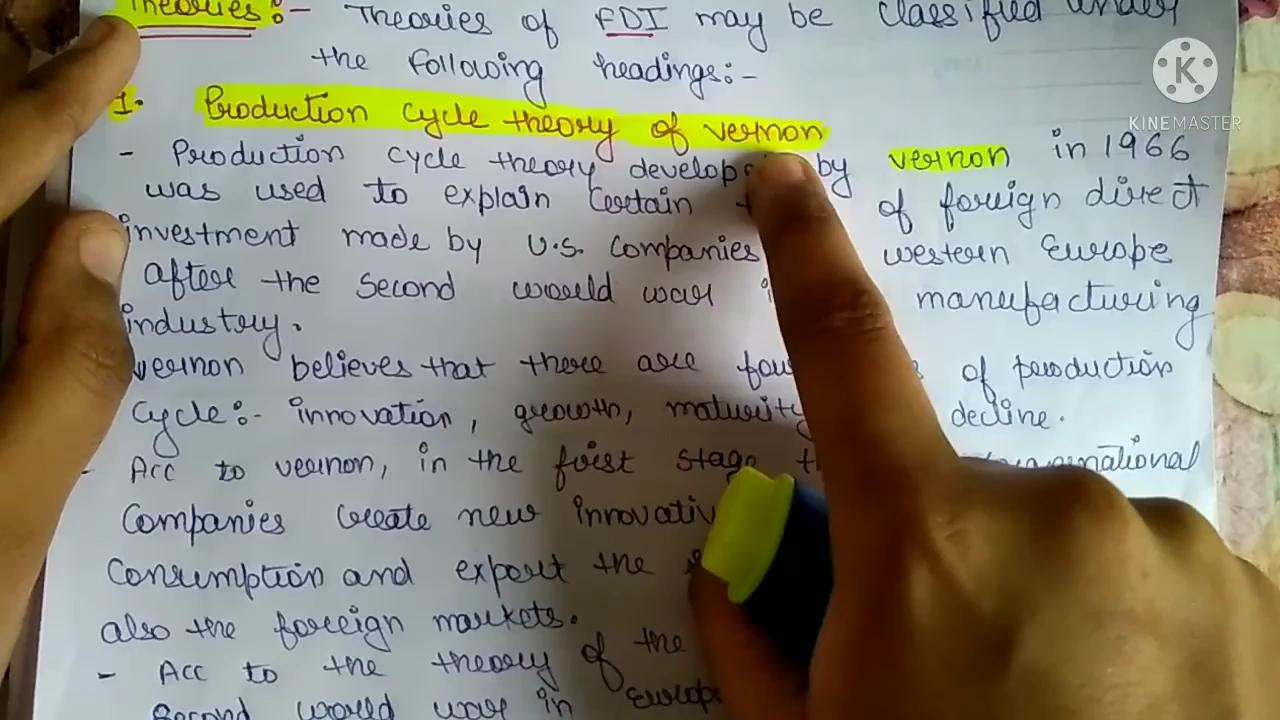 Theories:- Theories of FDI may be classified under
the following headings:-
KINEMASTER
1. Production cycle theory of vernon
- Production cycle theory developed by vernon in 1966
was used to explain certain of foreign direct
investment made by U.S. companies western Europe
after the second world war manufacturing
industry.
vernon believes that there are of production
cycle:- innovation, growth, maturity decline.
- Acc to vernon, in the first stage
companies create new
consumption and export the
also the foreign markets.
- Acc to the theory of the
second world war in Europe